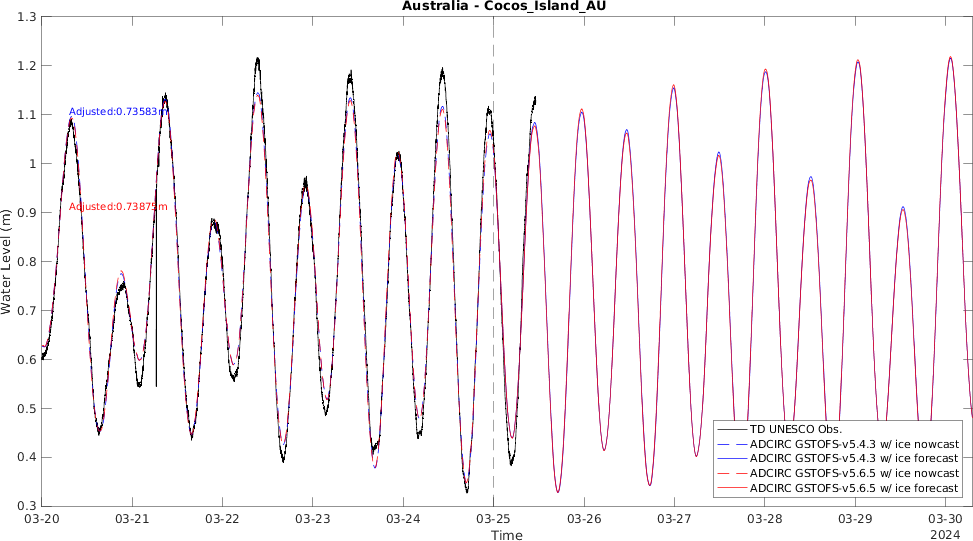 Australia - Cocos_Island_AU
1.3
1.2
1.1
1
0.9
0.8
0.7
0.6
0.5
0.4
0.3
Water Level (m)
Adjusted:0.73583m
Adjusted:0.73875m
TD UNESCO Obs.
ADCIRC GSTOFS-v5.4.3 w/ ice nowcast
ADCIRC GSTOFS-v5.4.3 w/ ice forecast
ADCIRC GSTOFS-v5.6.5 w/ ice nowcast
ADCIRC GSTOFS-v5.6.5 w/ ice forecast
03-20 03-21 03-22 03-23 03-24 03-25 03-26 03-27 03-28 03-29 03-30
Time
2024